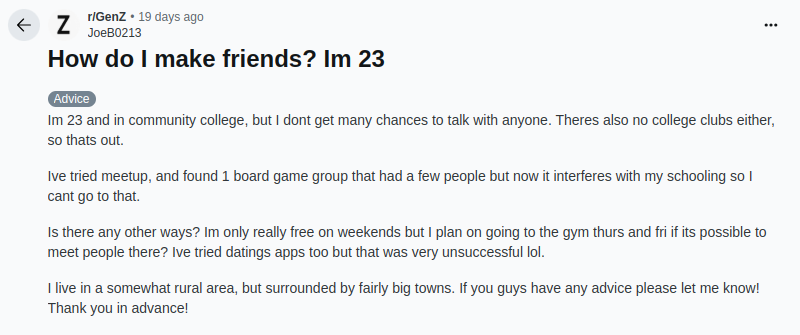 r/GenZ • 19 days ago
JoeB0213
How do I make friends? Im 23
Advice
Im 23 and in community college, but I dont get many chances to talk with anyone. Theres also no college clubs either,
so thats out.
Ive tried meetup, and found 1 board game group that had a few people but now it interferes with my schooling so I
cant go to that.
Is there any other ways? Im only really free on weekends but I plan on going to the gym thurs and fri if its possible to
meet people there? Ive tried datings apps too but that was very unsuccessful lol.
I live in a somewhat rural area, but surrounded by fairly big towns. If you guys have any advice please let me know!
Thank you in advance!